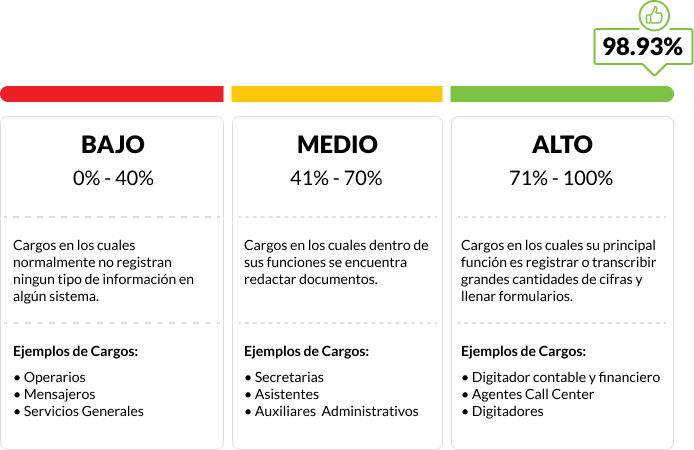 98.93%
BAJO
0% - 40%
Cargos en los cuales
normalmente no registran
ningun tipo de información en
algún sistema.
Ejemplos de Cargos:
• Operarios
• Mensajeros
• Servicios Generales
MEDIO
41% - 70%
Cargos en los cuales dentro de
sus funciones se encuentra
redactar documentos.
Ejemplos de Cargos:
• Secretarias
• Asistentes
• Auxiliares Administrativos
ALTO
71% - 100%
Cargos en los cuales su principal
función es registrar o transcribir
grandes cantidades de cifras y
llenar formularios.
Ejemplos de Cargos:
• Digitador contable y financiero
• Agentes Call Center
• Digitadores